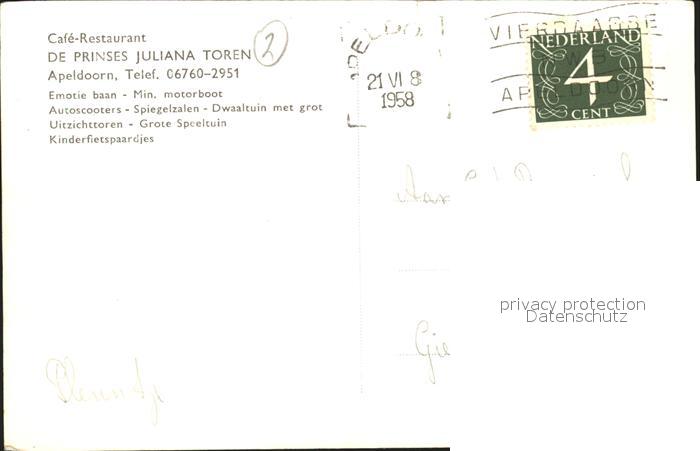 Café-Restaurant
DE PRINSES JULIANA TOREN
Apeldoorn, Telef. 06760-2951
Emotie baan - Min. motorboot
Autoscooters - Spiegelzalen - Dwaaltuin met grot
Uitzichttoren - Grote Speeltuin
Kinderfietspaardjes
2
21 VI 8
1958
VIERDAAGSE
APELDOORN
NEDERLAND
4
CENT
Aan
privacy protection
Datenschutz